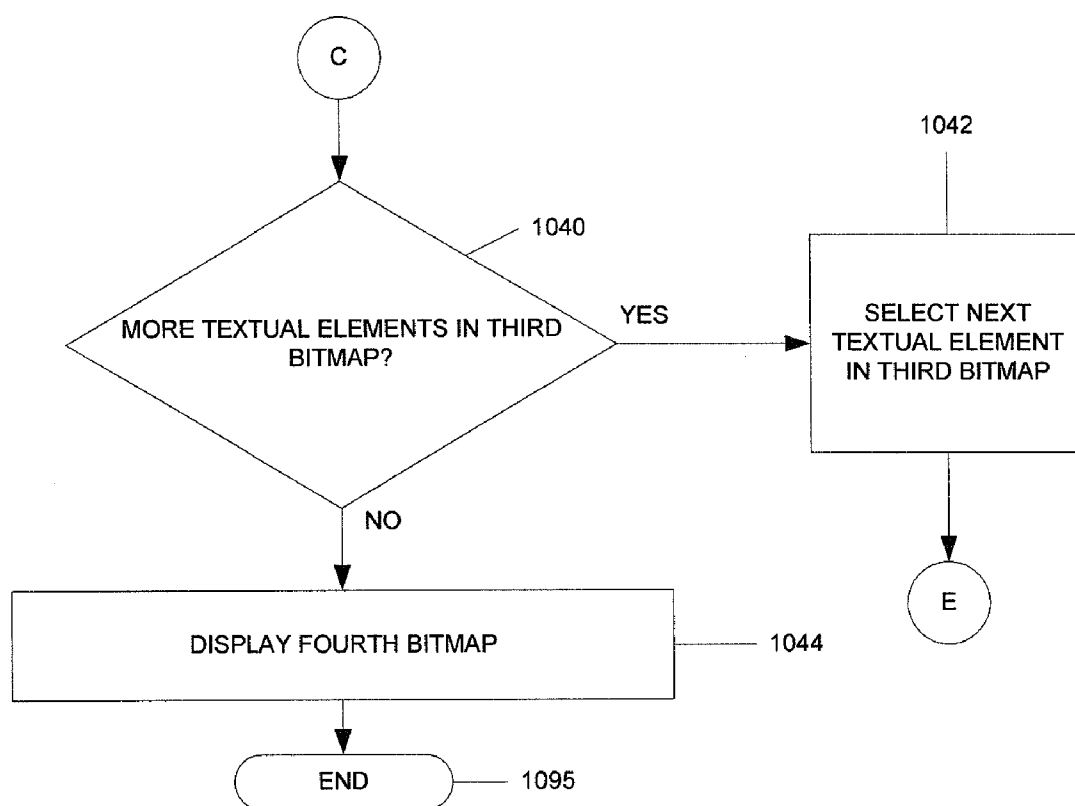 C
1042
1040
MORE TEXTUAL ELEMENTS IN THIRD
BITMAP?
YES
SELECT NEXT
TEXTUAL ELEMENT
IN THIRD BITMAP
NO
E
DISPLAY FOURTH BITMAP
1044
END
1095